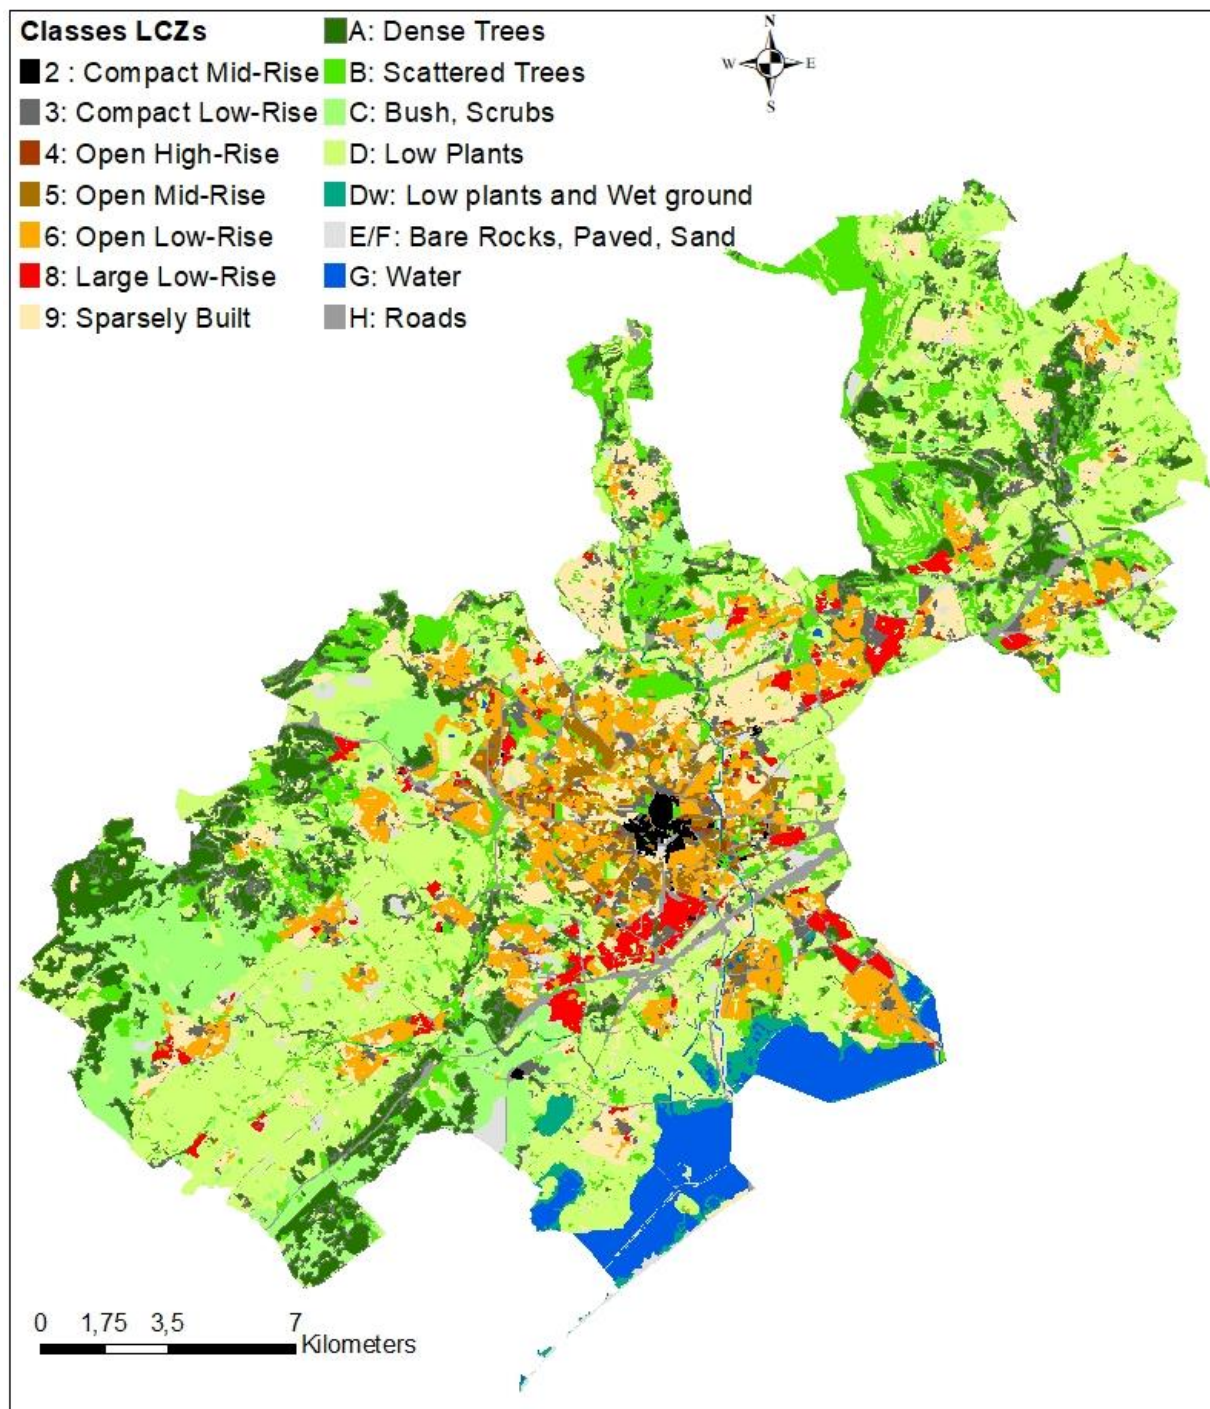 Classes LCZs
2 : Compact Mid-Rise
3: Compact Low-Rise
4: Open High-Rise
5: Open Mid-Rise
6: Open Low-Rise
8: Large Low-Rise
9: Sparsely Built
A: Dense Trees
B: Scattered Trees
C: Bush, Scrubs
D: Low Plants
Dw: Low plants and Wet ground
E/F: Bare Rocks, Paved, Sand
G: Water
H: Roads
N
W E
S
0 1,75 3,5 7
Kilometers